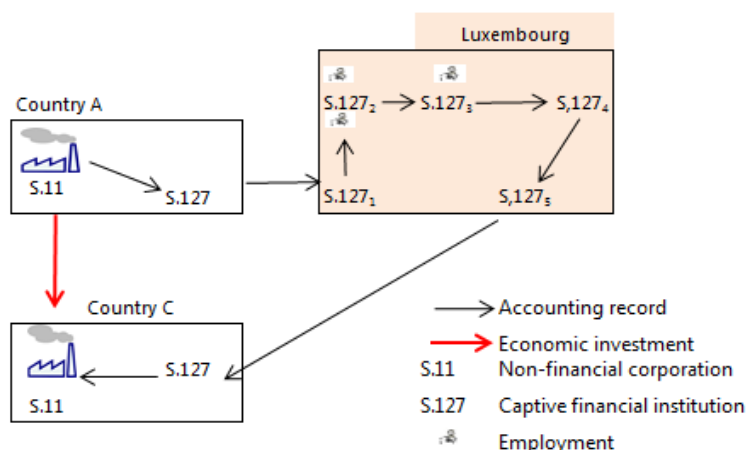 Luxembourg
Country A
S.127₂ S.127₃ S,127₄
S.11
S.127
S.127₁ S,127₅
Country C
S.127
S.11
Accounting record
Economic investment
S.11 Non-financial corporation
S.127 Captive financial institution
Employment